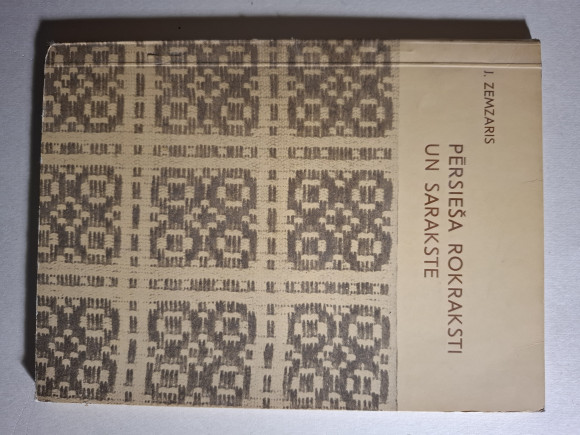 J. ZEMZARIS
PĒRSIEŠA ROKRAKSTI
UN SARAKSTE